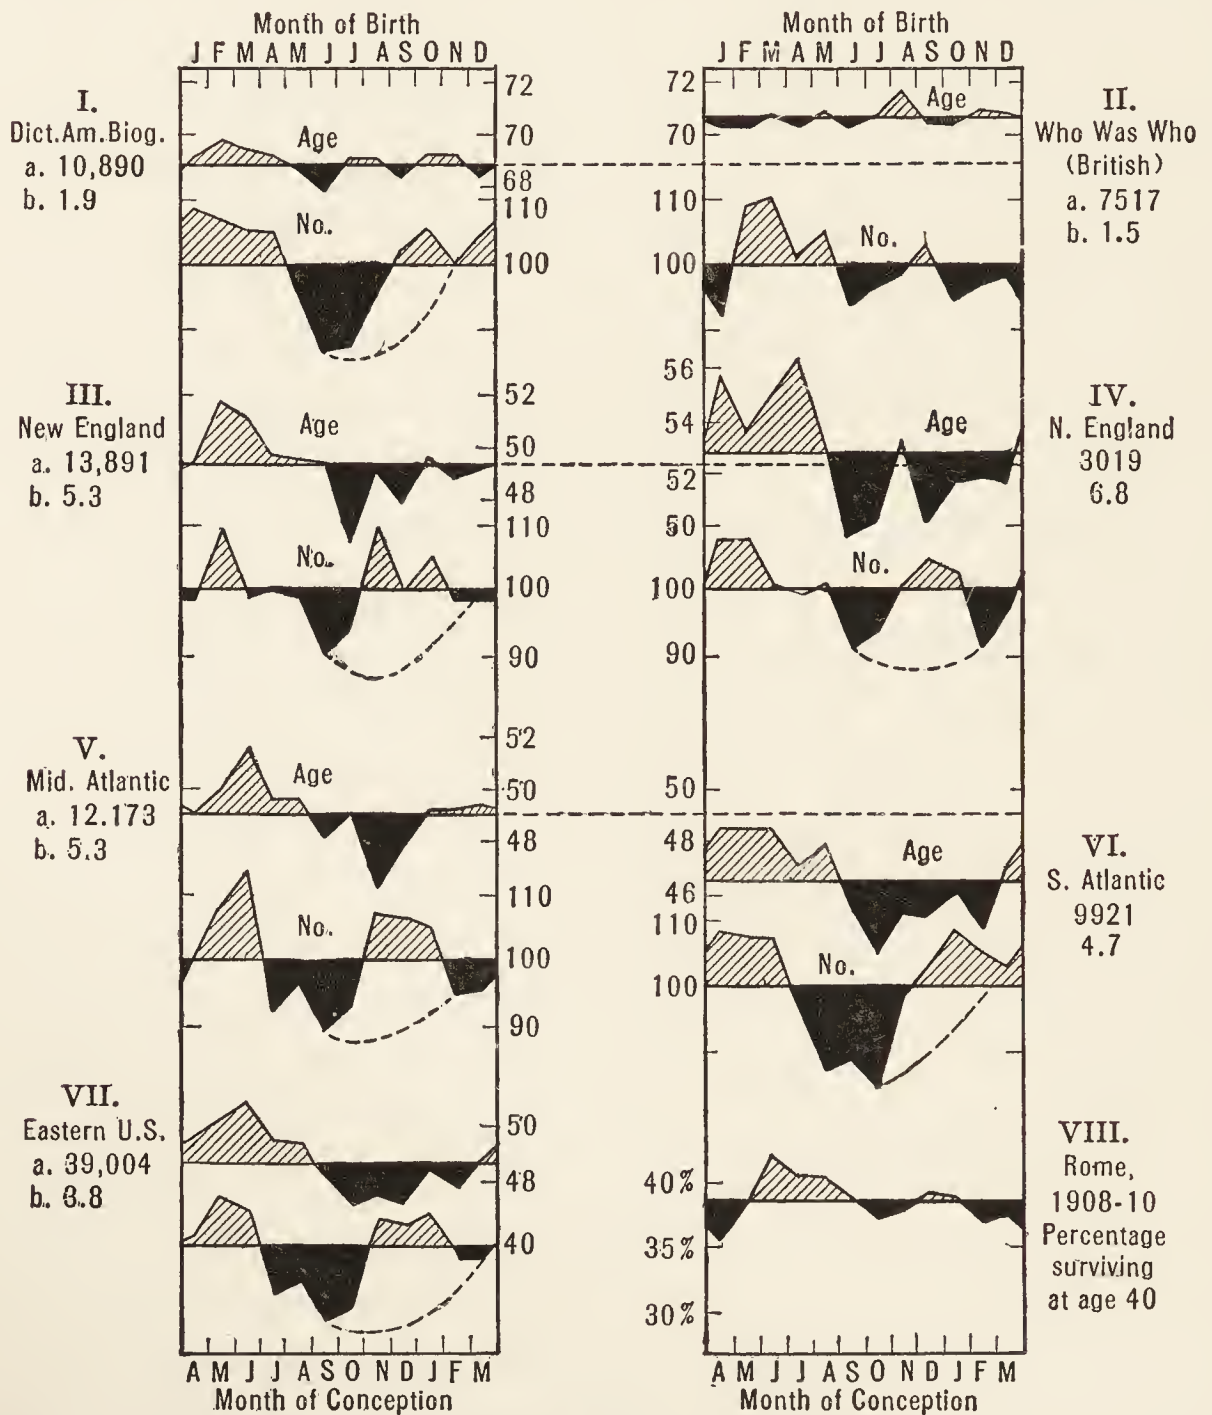 Month of Birth
J F M A M J J A S O N D
Month of Birth
J F M A M J J A S O N D
I.
Dict.Am.Biog.
a. 10,890
b. 1.9
Age
No.
72
70
68
110
100
II.
Who Was Who
(British)
a. 7517
b. 1.5
Age
No.
72
70
110
100
III.
New England
a. 13,891
b. 5.3
Age
No.
52
50
48
110
100
90
IV.
N. England
3019
6.8
Age
No.
56
54
52
50
100
90
V.
Mid. Atlantic
a. 12.173
b. 5.3
Age
No.
52
50
48
110
100
90
VI.
S. Atlantic
9921
4.7
Age
No.
50
48
46
110
100
VII.
Eastern U.S.
a. 39,004
b. 3.8
50
48
40
VIII.
Rome,
1908-10
Percentage
surviving
at age 40
40%
35%
30%
A M J J A S O N D J F M
Month of Conception
A M J J A S O N D J F M
Month of Conception